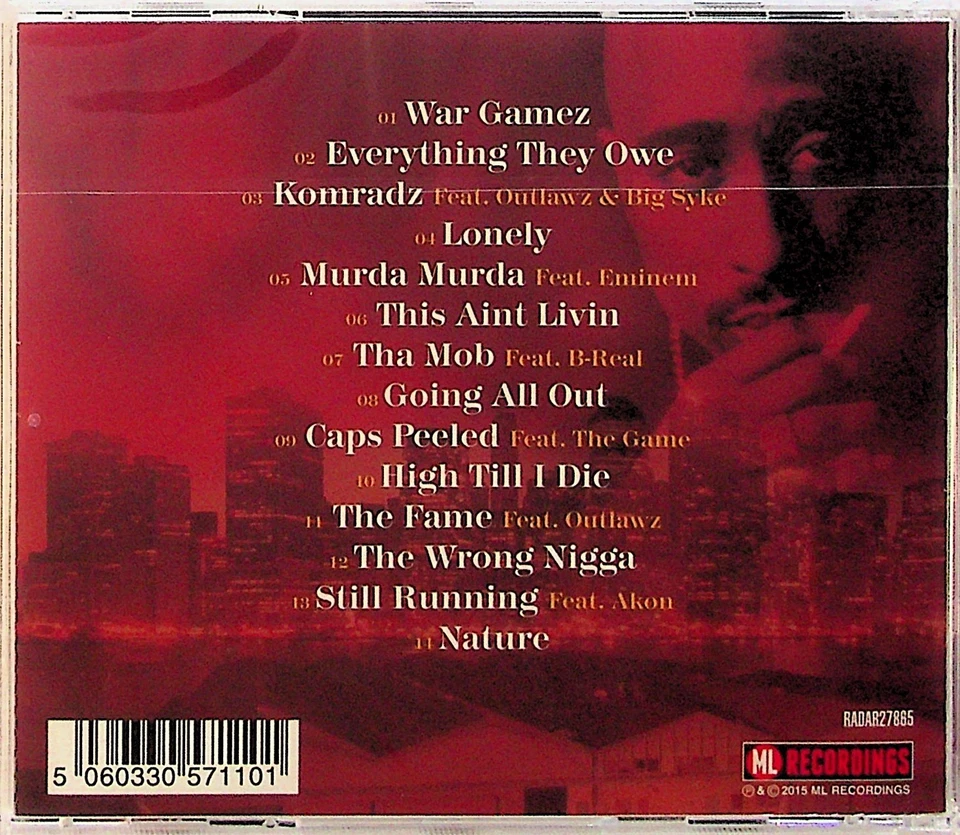 01 War Gamez
02 Everything They Owe
03 Komradz Feat. Outlawz & Big Syke
04 Lonely
05 Murda Murda Feat. Eminem
06 This Aint Livin
07 Tha Mob Feat. B-Real
08 Going All Out
09 Caps Peeled Feat. The Game
10 High Till I Die
11 The Fame Feat. Outlawz
12 The Wrong Nigga
13 Still Running Feat. Akon
14 Nature
RADAR27865
5 060330 571101
ML RECORDINGS
℗ & © 2015 ML RECORDINGS